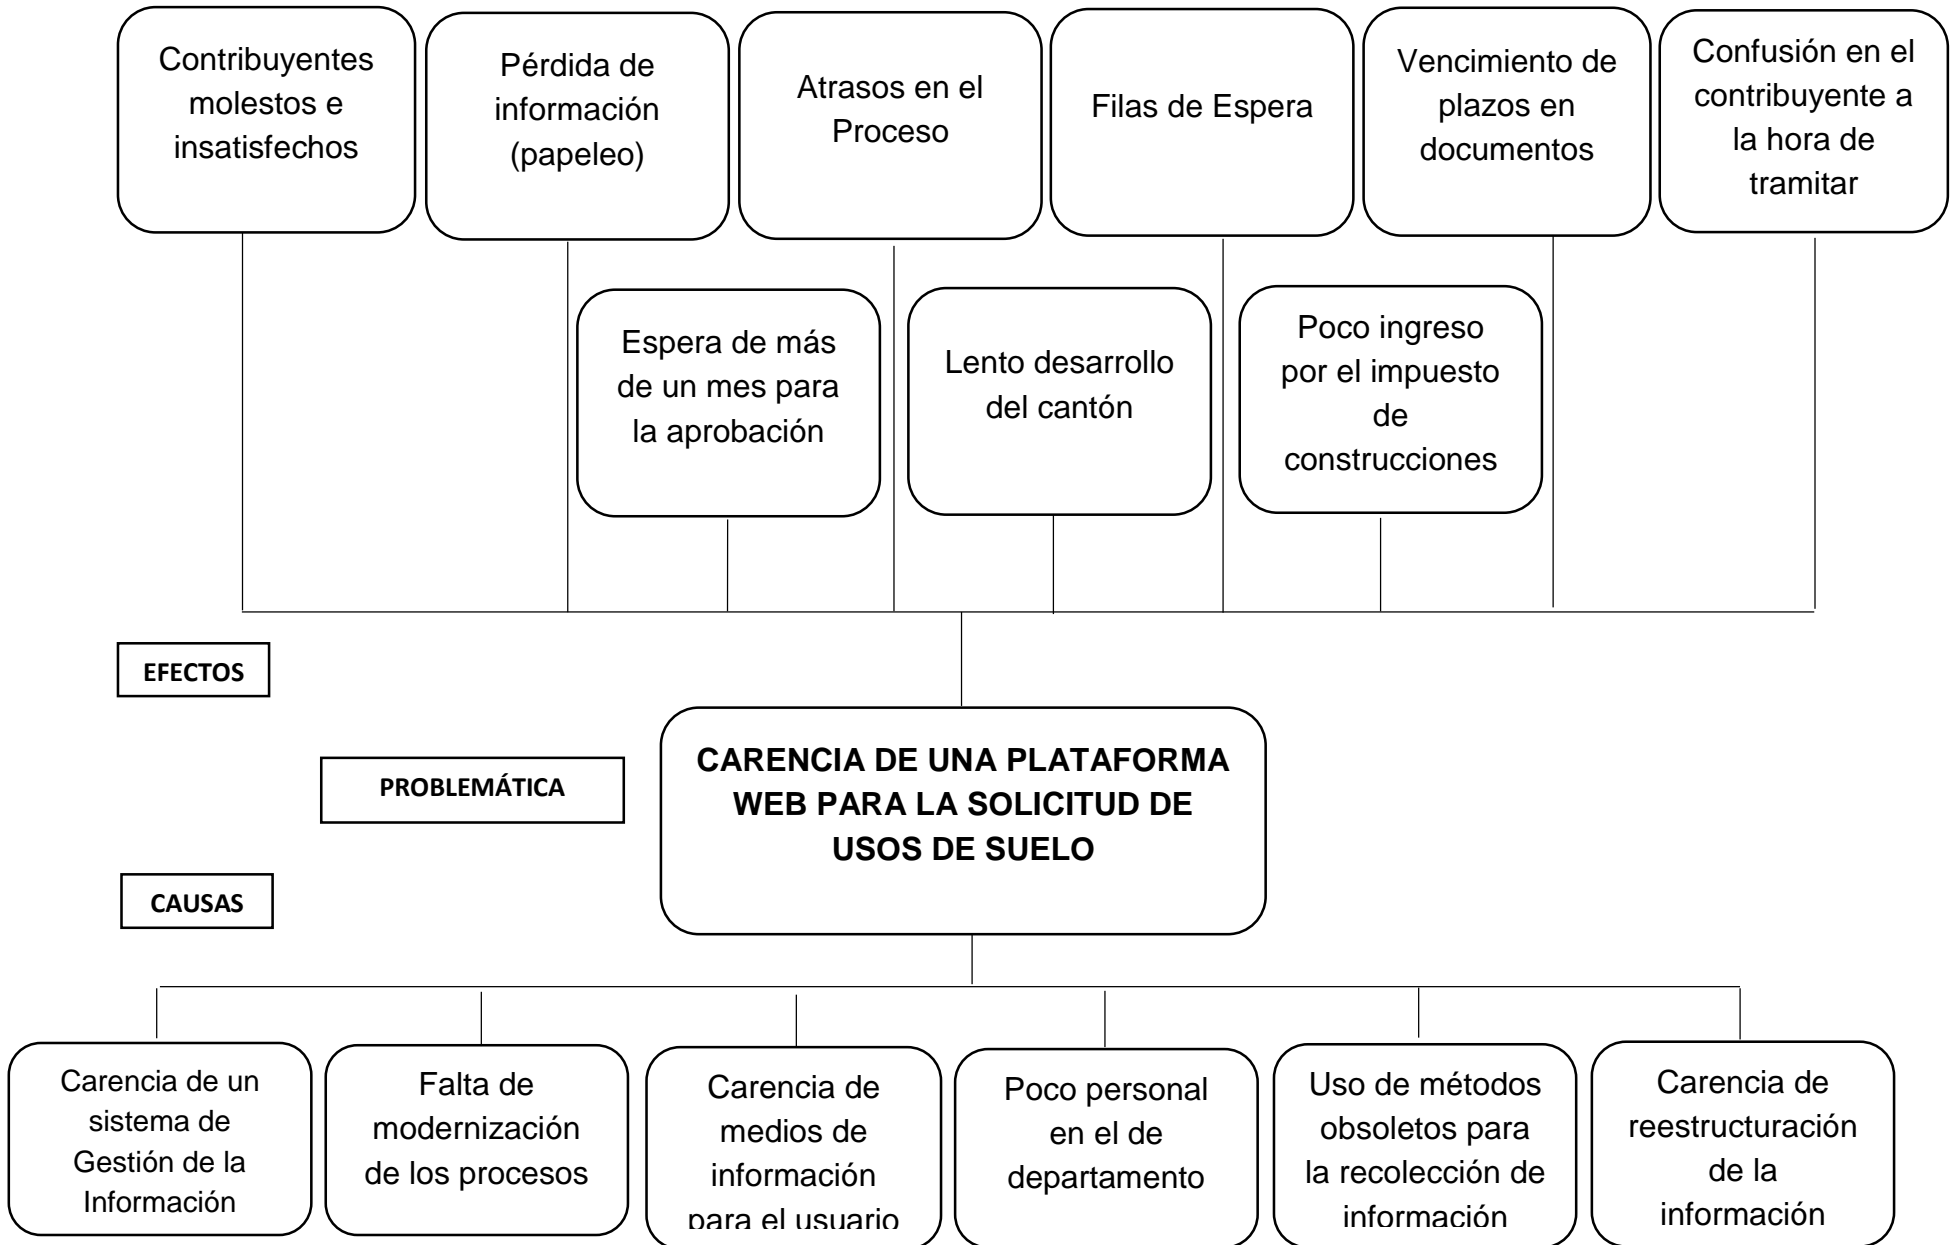 Contribuyentes
molestos e
insatisfechos
Pérdida de
información
(papeleo)
Atrasos en el
Proceso
Filas de Espera
Vencimiento de
plazos en
documentos
Confusión en el
contribuyente a
la hora de
tramitar
Espera de más
de un mes para
la aprobación
Lento desarrollo
del cantón
Poco ingreso
por el impuesto
de
construcciones
EFECTOS
PROBLEMÁTICA
CARENCIA DE UNA PLATAFORMA
WEB PARA LA SOLICITUD DE
USOS DE SUELO
CAUSAS
Carencia de un
sistema de
Gestión de la
Información
Falta de
modernización
de los procesos
Carencia de
medios de
información
para el usuario
Poco personal
en el de
departamento
Uso de métodos
obsoletos para
la recolección de
información
Carencia de
reestructuración
de la
información